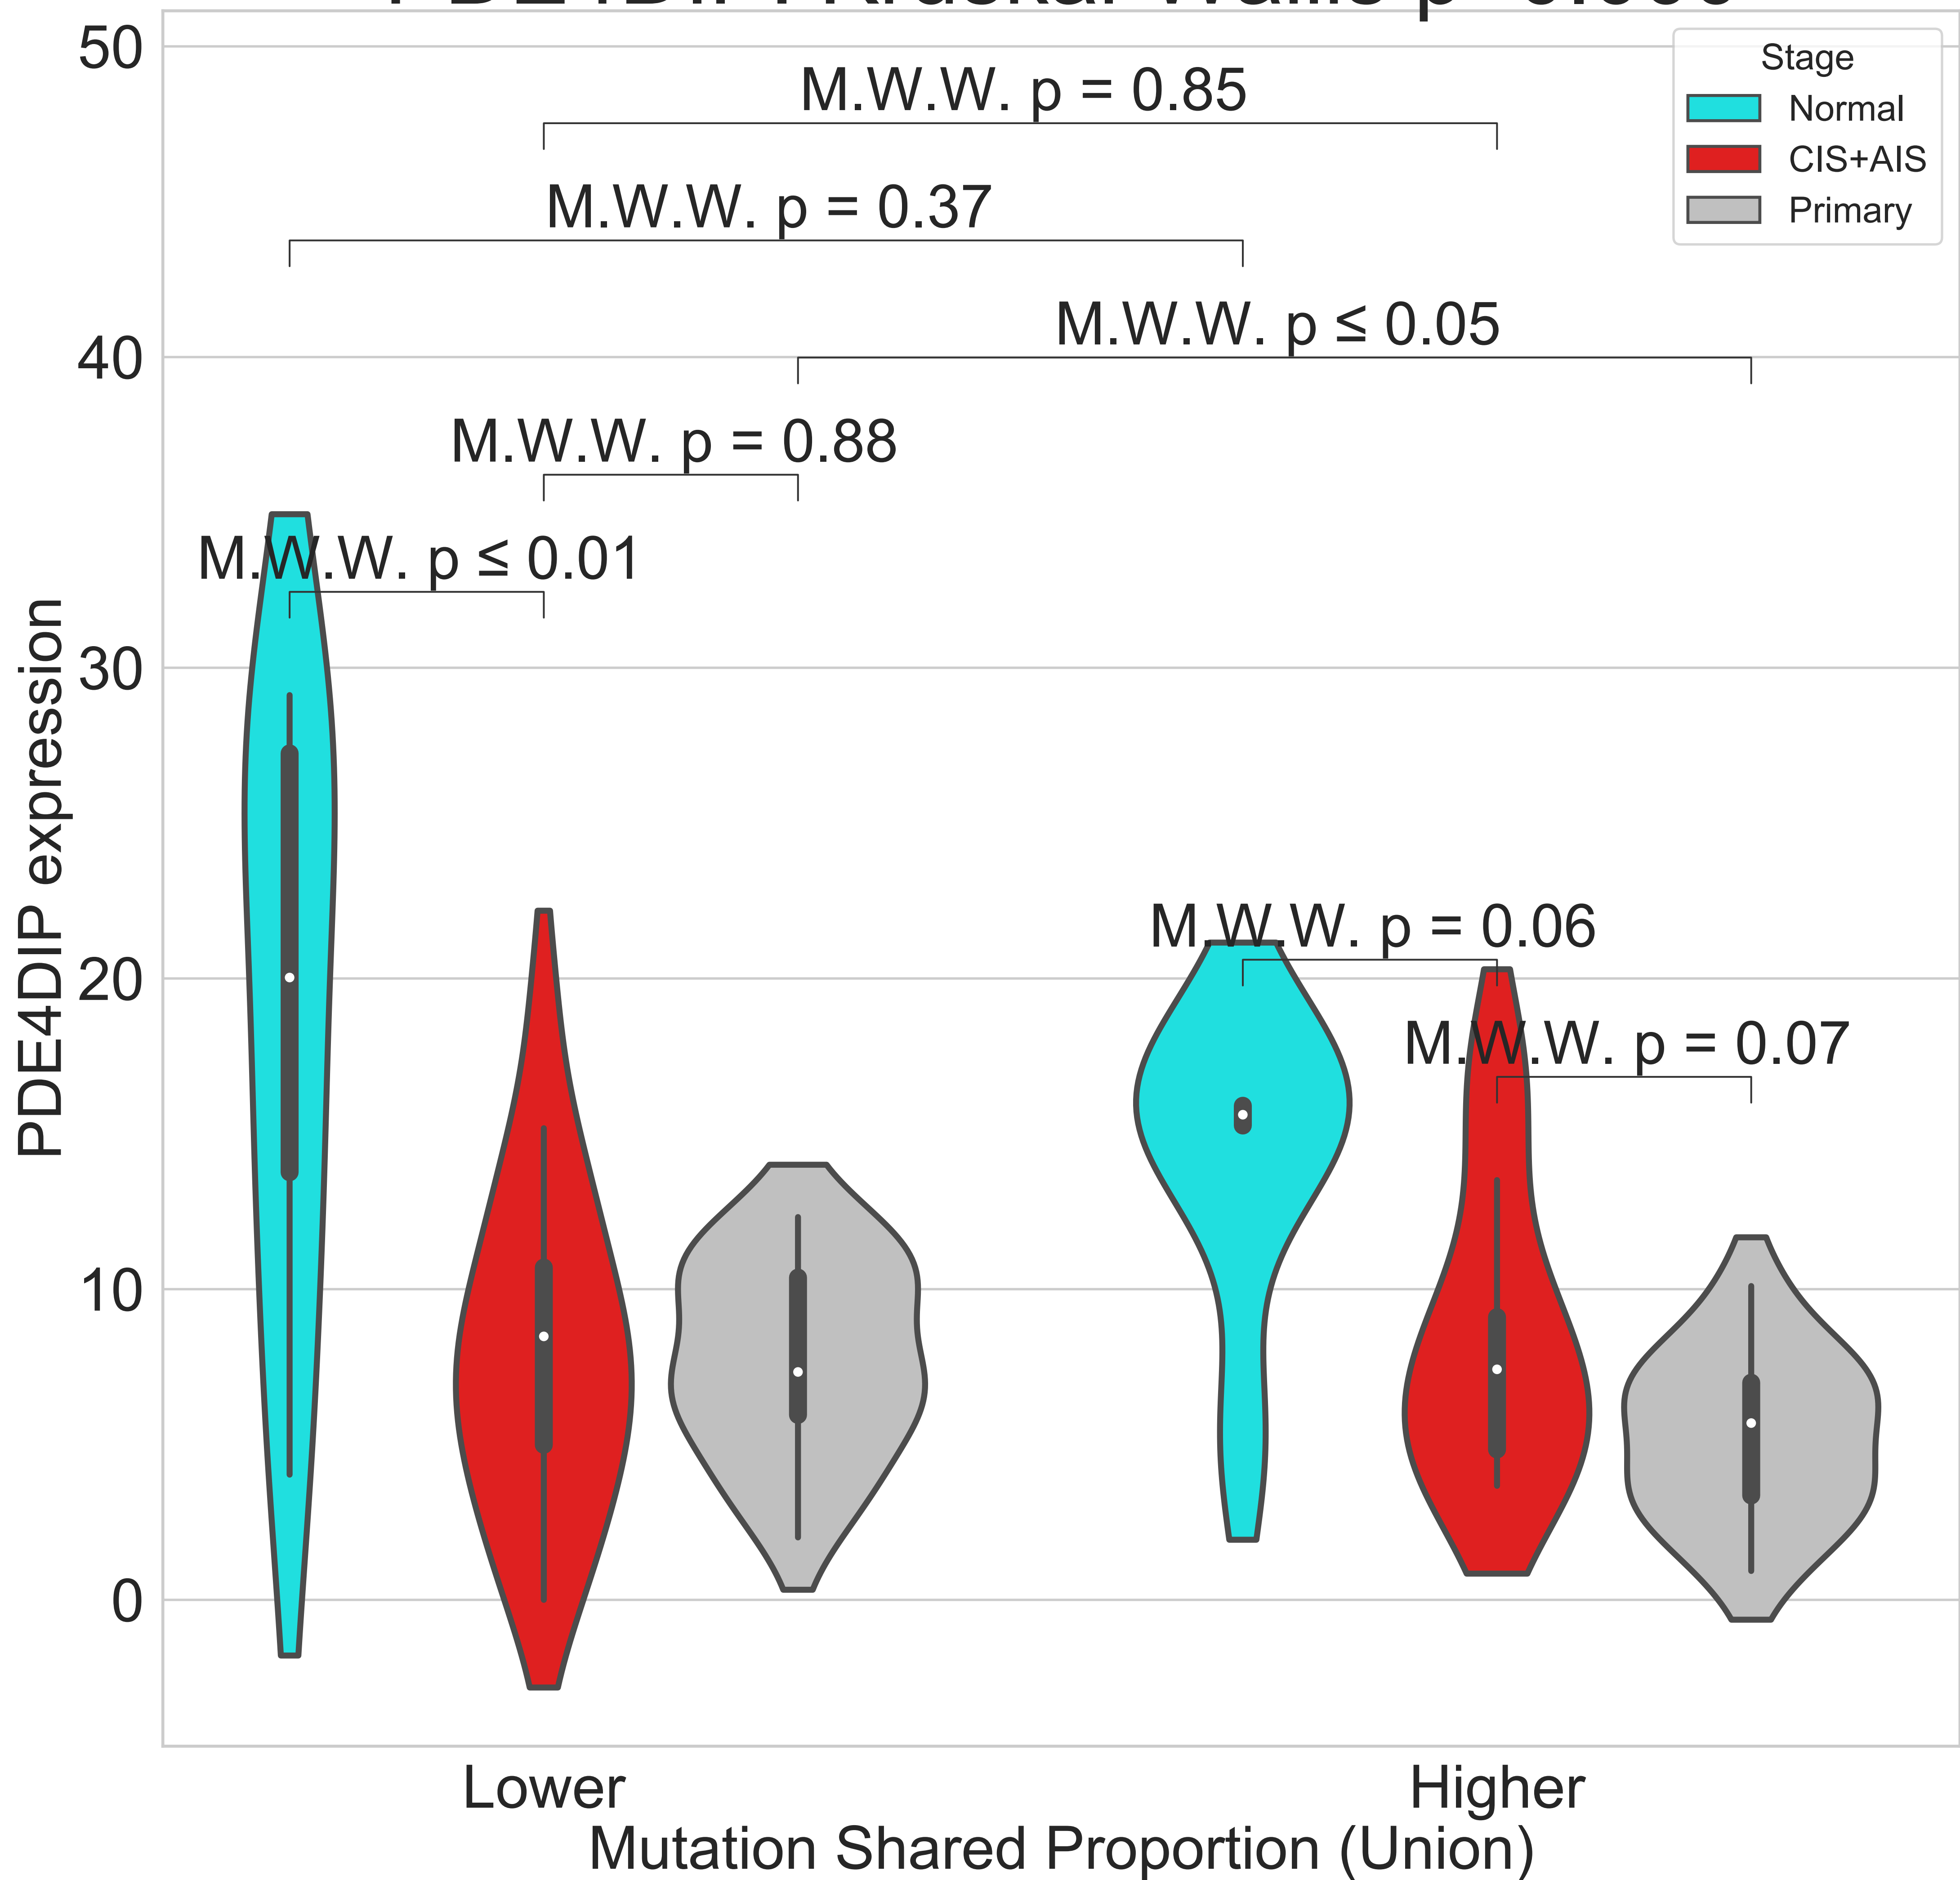 50
M.W.W. p = 0.85
Stage
Normal
CIS+AIS
Primary
M.W.W. p = 0.37
M.W.W. p ≤ 0.05
40
M.W.W. p = 0.88
M.W.W. p ≤ 0.01
30
PDE4DIP expression
M.W.W. p = 0.06
20
M.W.W. p = 0.07
10
0
Lower
Higher
Mutation Shared Proportion (Union)